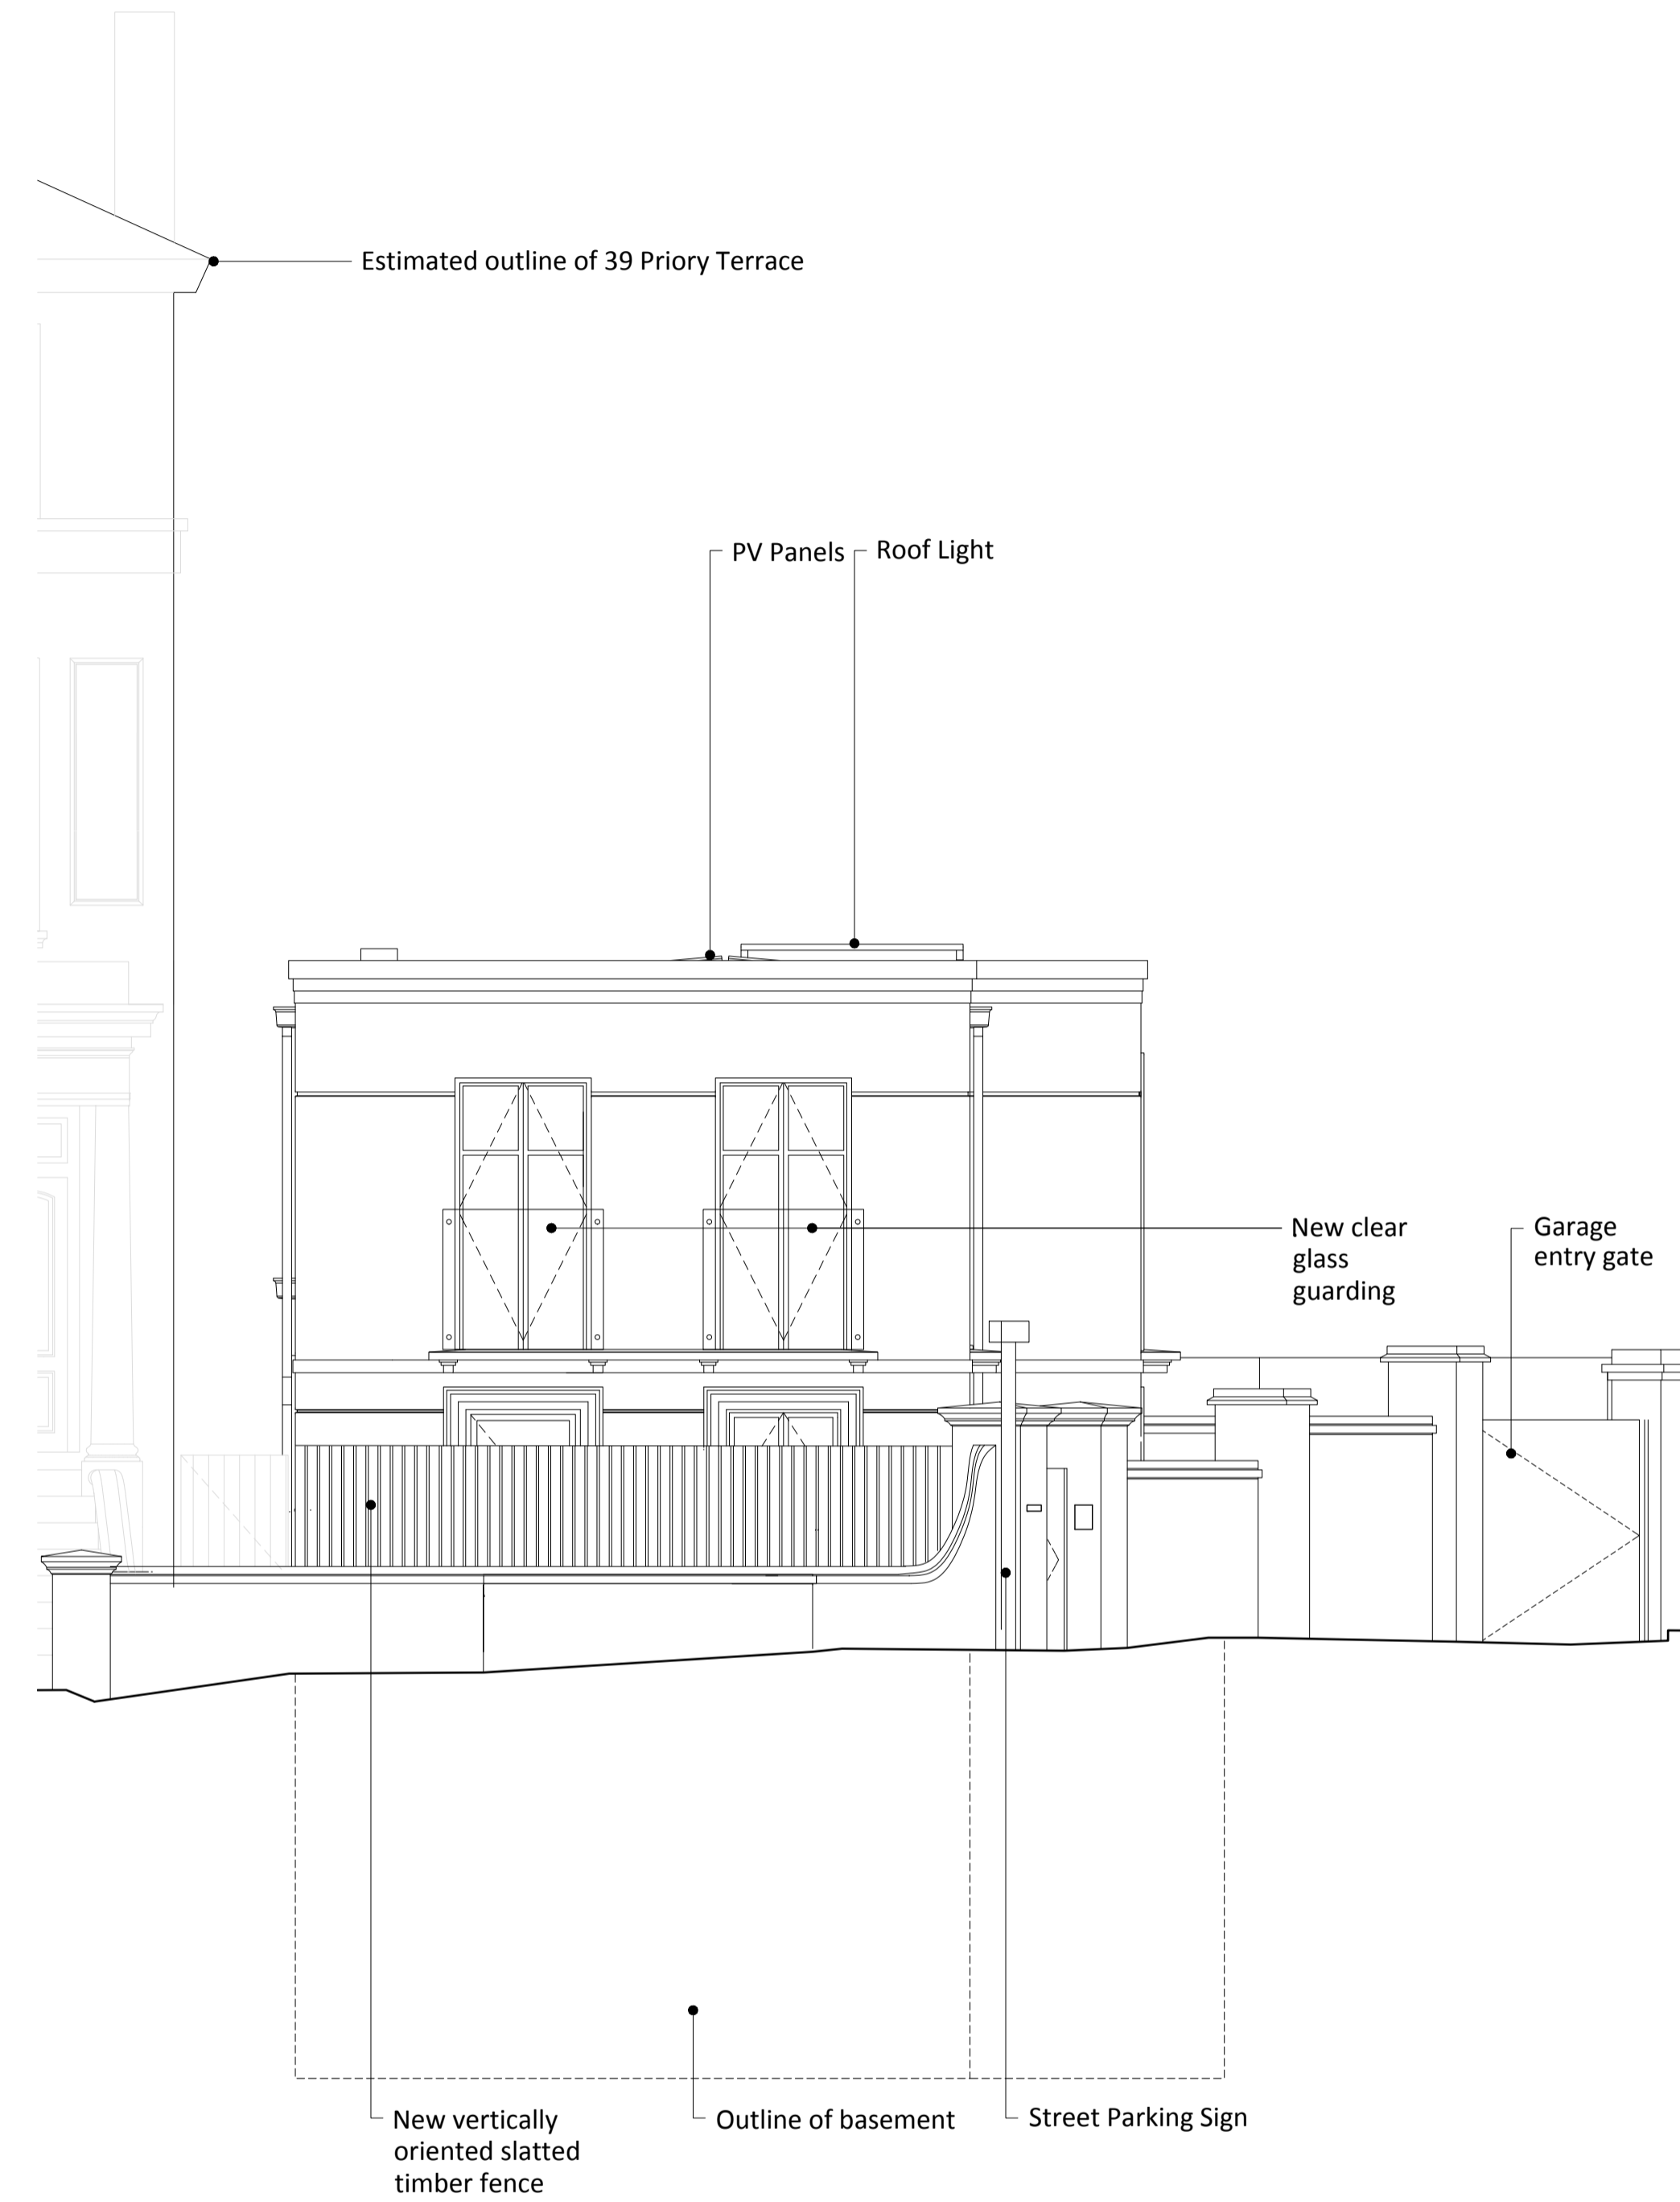 Estimated outline of 39 Priory Terrace
PV Panels
Roof Light
New clear
glass
guarding
Garage
entry gate
New vertically
oriented slatted
timber fence
Outline of basement
Street Parking Sign